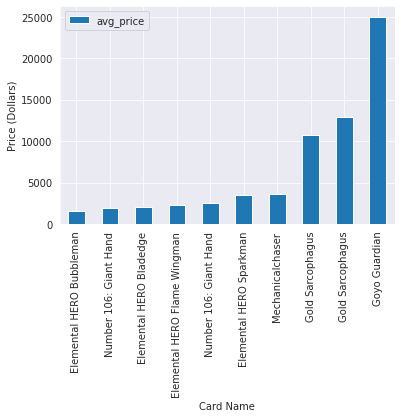 avg_price
Price (Dollars)
25000
20000
15000
10000
5000
0
Elemental HERO Bubbleman
Number 106: Giant Hand
Elemental HERO Bladedge
Elemental HERO Flame Wingman
Number 106: Giant Hand
Elemental HERO Sparkman
Mechanicalchaser
Gold Sarcophagus
Gold Sarcophagus
Goyo Guardian
Card Name